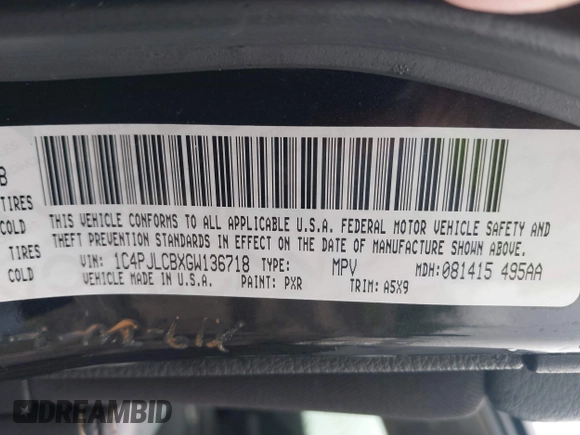 B
TIRES
COLD
TIRES
COLD
THIS VEHICLE CONFORMS TO ALL APPLICABLE U.S.A. FEDERAL MOTOR VEHICLE SAFETY AND
THEFT PREVENTION STANDARDS IN EFFECT ON THE DATE OF MANUFACTURE SHOWN ABOVE.
VIN: 1C4PJLCBXGW136718 TYPE: MPV MDH:081415 495AA
VEHICLE MADE IN U.S.A. PAINT: PXR TRIM: A5X9
DREAMBID